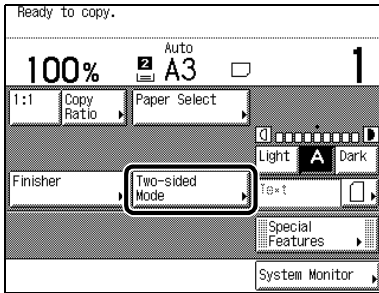 Ready to copy.
100%
2
Auto
A3
1
1:1
Copy
Ratio
Paper Select
Light
A
Dark
Finisher
Two-sided
Mode
Text
Special
Features
System Monitor